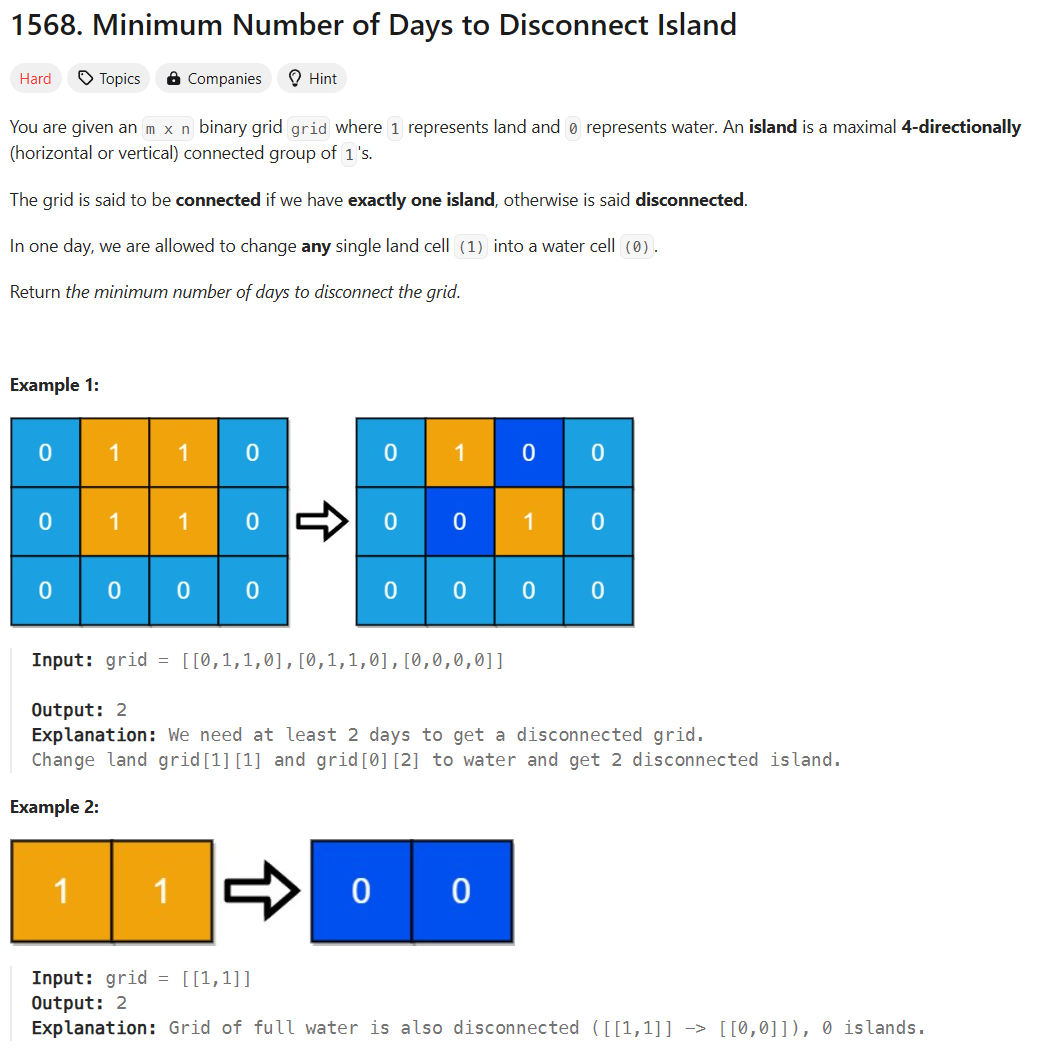 1568. Minimum Number of Days to Disconnect Island
Hard Topics Companies Hint
You are given an m x n binary grid grid where 1 represents land and 0 represents water. An island is a maximal 4-directionally
(horizontal or vertical) connected group of 1's.
The grid is said to be connected if we have exactly one island, otherwise is said disconnected.
In one day, we are allowed to change any single land cell (1) into a water cell (0).
Return the minimum number of days to disconnect the grid.
Example 1:
0 1 1 0 0 1 0 0
0 1 1 0 0 0 1 0
0 0 0 0 0 0 0 0
Input: grid = [[0,1,1,0],[0,1,1,0],[0,0,0,0]]
Output: 2
Explanation: We need at least 2 days to get a disconnected grid.
Change land grid[1][1] and grid[0][2] to water and get 2 disconnected island.
Example 2:
1 1 0 0
Input: grid = [[1,1]]
Output: 2
Explanation: Grid of full water is also disconnected ([[1,1]] -> [[0,0]]), 0 islands.